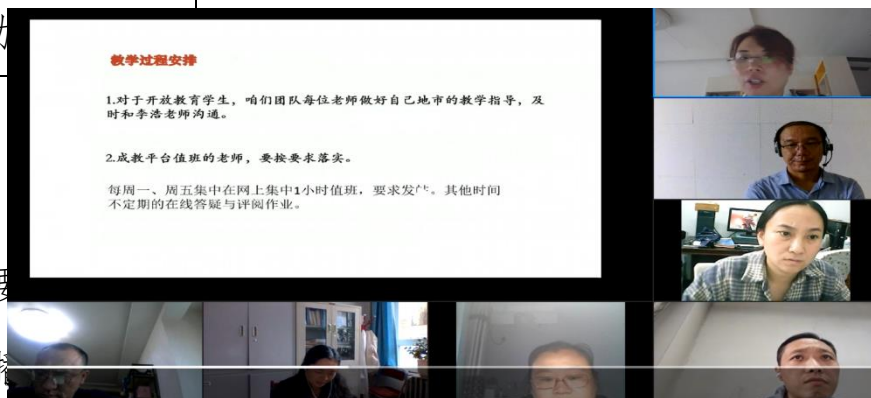 教学过程安排
1.对于开放教育学生，咱们团队每位老师做好自己地市的教学指导，及
时和李浩老师沟通。
2.成教平台值班的老师，要按要求落实。
每周一、周五集中在网上集中1小时值班，要求发。其他时间
不定期的在线答疑与评阅作业。